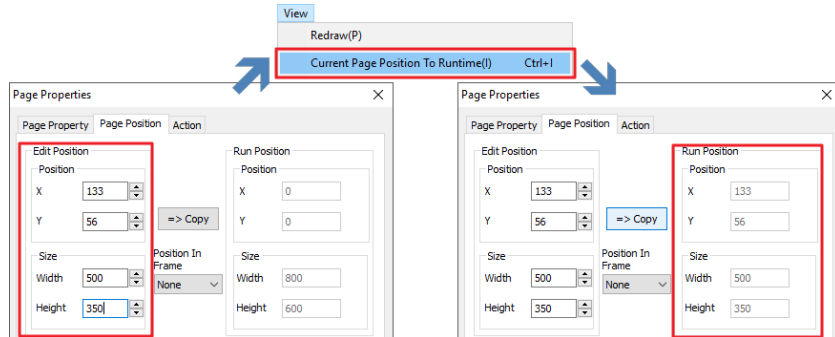 View
Redraw(P)
Current Page Position To Runtime(I) Ctrl+I
Page Properties
Page Property Page Position Action
Edit Position Run Position
Position Position
X 133 X 0
Y 56 => Copy Y 0
Size Position In Frame Size
Width 500 None Width 800
Height 350 Height 600
Page Properties
Page Property Page Position Action
Edit Position Run Position
Position Position
X 133 X 133
Y 56 => Copy Y 56
Size Position In Frame Size
Width 500 None Width 500
Height 350 Height 350